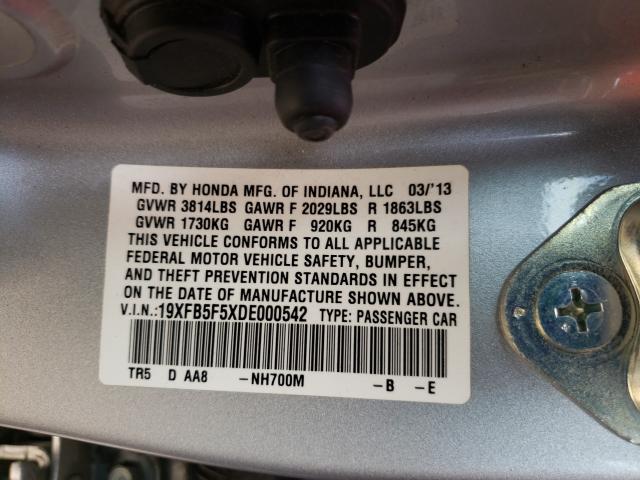 MFD. BY HONDA MFG. OF INDIANA, LLC 03/'13
GVWR 3814LBS GAWR F 2029LBS R 1863LBS
GVWR 1730KG GAWR F 920KG R 845KG
THIS VEHICLE CONFORMS TO ALL APPLICABLE
FEDERAL MOTOR VEHICLE SAFETY, BUMPER,
AND THEFT PREVENTION STANDARDS IN EFFECT
ON THE DATE OF MANUFACTURE SHOWN ABOVE.
V.I.N.:19XFB5F5XDE000542 TYPE: PASSENGER CAR
TR5 D AA8 -NH700M -B -E